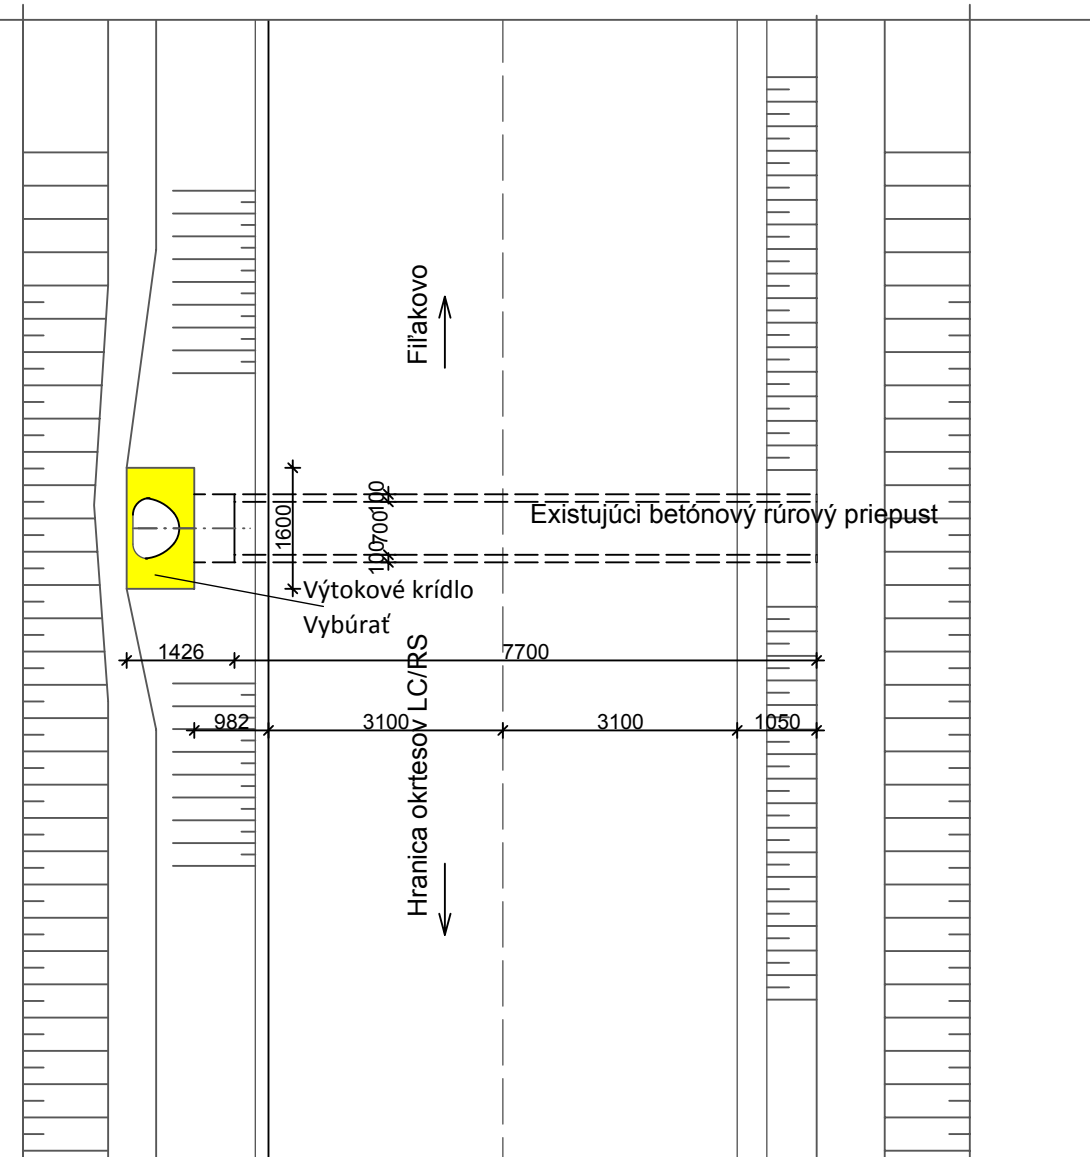 Fiľakovo
1600
100
700
100
Existujúci betónový rúrový priepust
Výtokové krídlo
Vybúrať
1426
7700
982
3100
3100
1050
Hranica okrtesov LC/RS